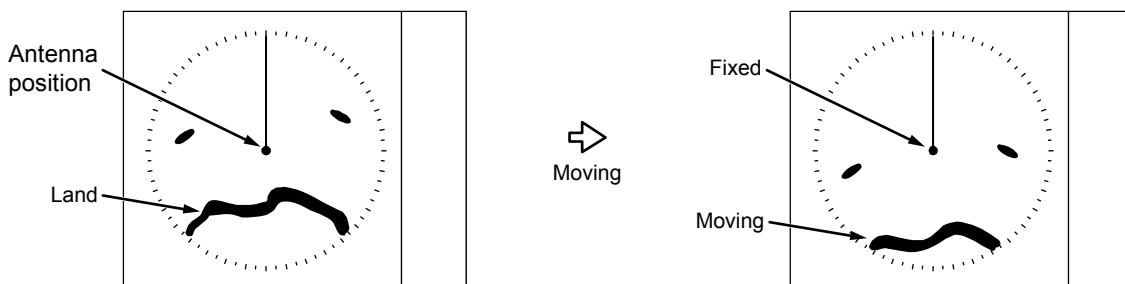 Antenna
position
Land
Moving
Fixed
Moving